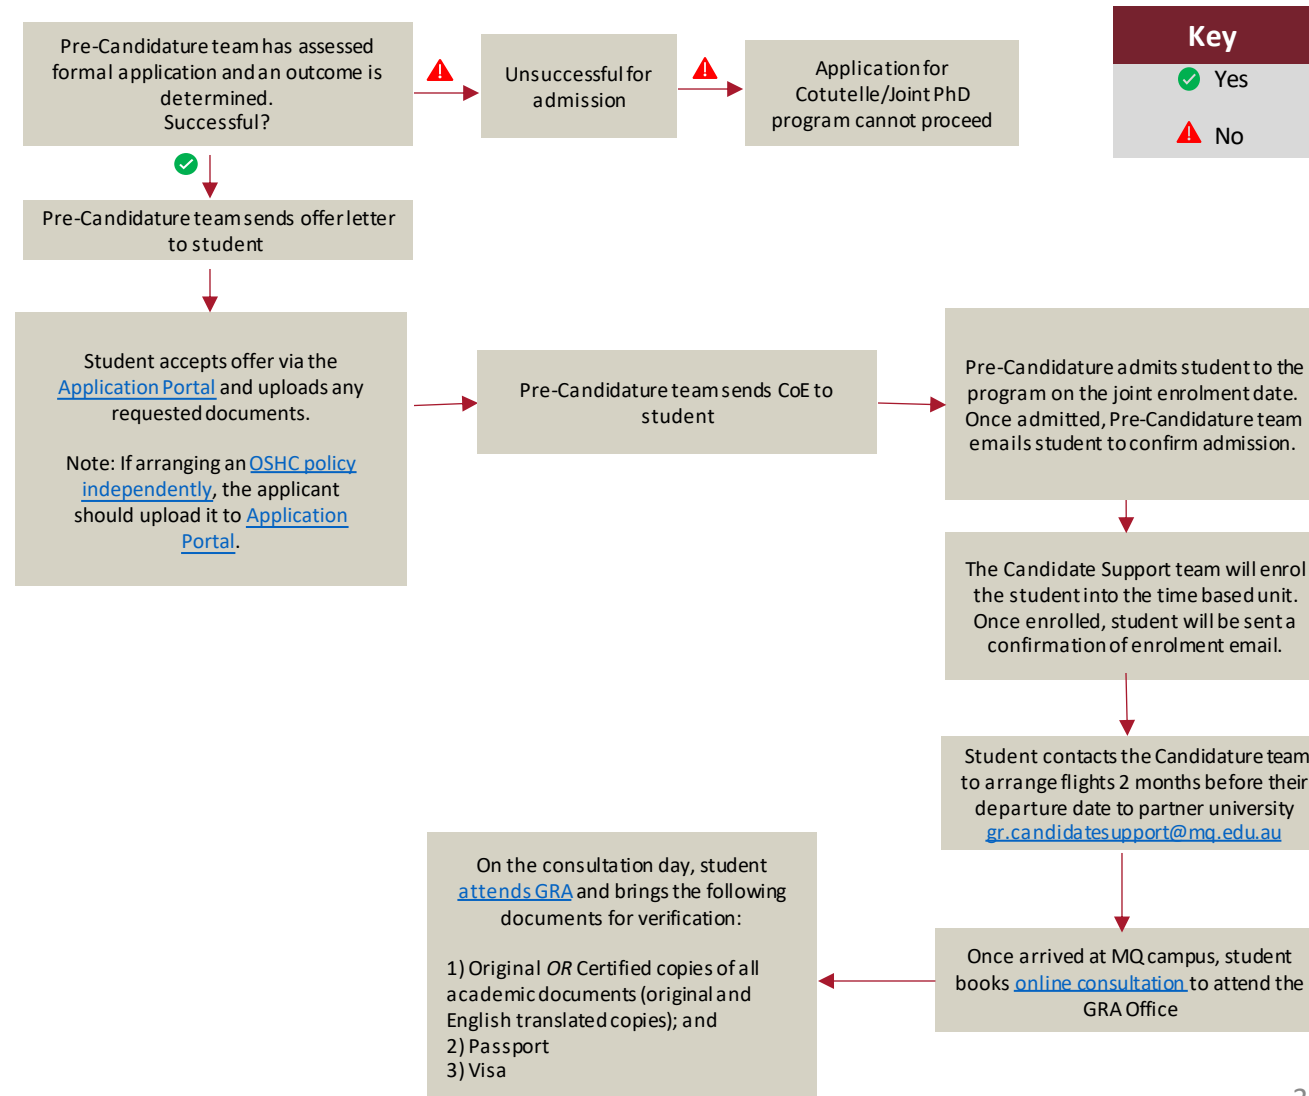 Pre-Candidature team has assessed
formal application and an outcome is
determined.
Successful?
Unsuccessful for
admission
Application for
Cotutelle/Joint PhD
program cannot proceed
Key
Yes
No
Pre-Candidature team sends offer letter
to student
Student accepts offer via the
Application Portal and uploads any
requested documents.
Note: If arranging an OSHC policy
independently, the applicant
should upload it to Application
Portal.
Pre-Candidature team sends CoE to
student
Pre-Candidature admits student to the
program on the joint enrolment date.
Once admitted, Pre-Candidature team
emails student to confirm admission.
The Candidate Support team will enrol
the student into the time based unit.
Once enrolled, student will be sent a
confirmation of enrolment email.
Student contacts the Candidature team
to arrange flights 2 months before their
departure date to partner university
gr.candidatesupport@mq.edu.au
Once arrived at MQ campus, student
books online consultation to attend the
GRA Office
On the consultation day, student
attends GRA and brings the following
documents for verification:
1) Original OR Certified copies of all
academic documents (original and
English translated copies); and
2) Passport
3) Visa